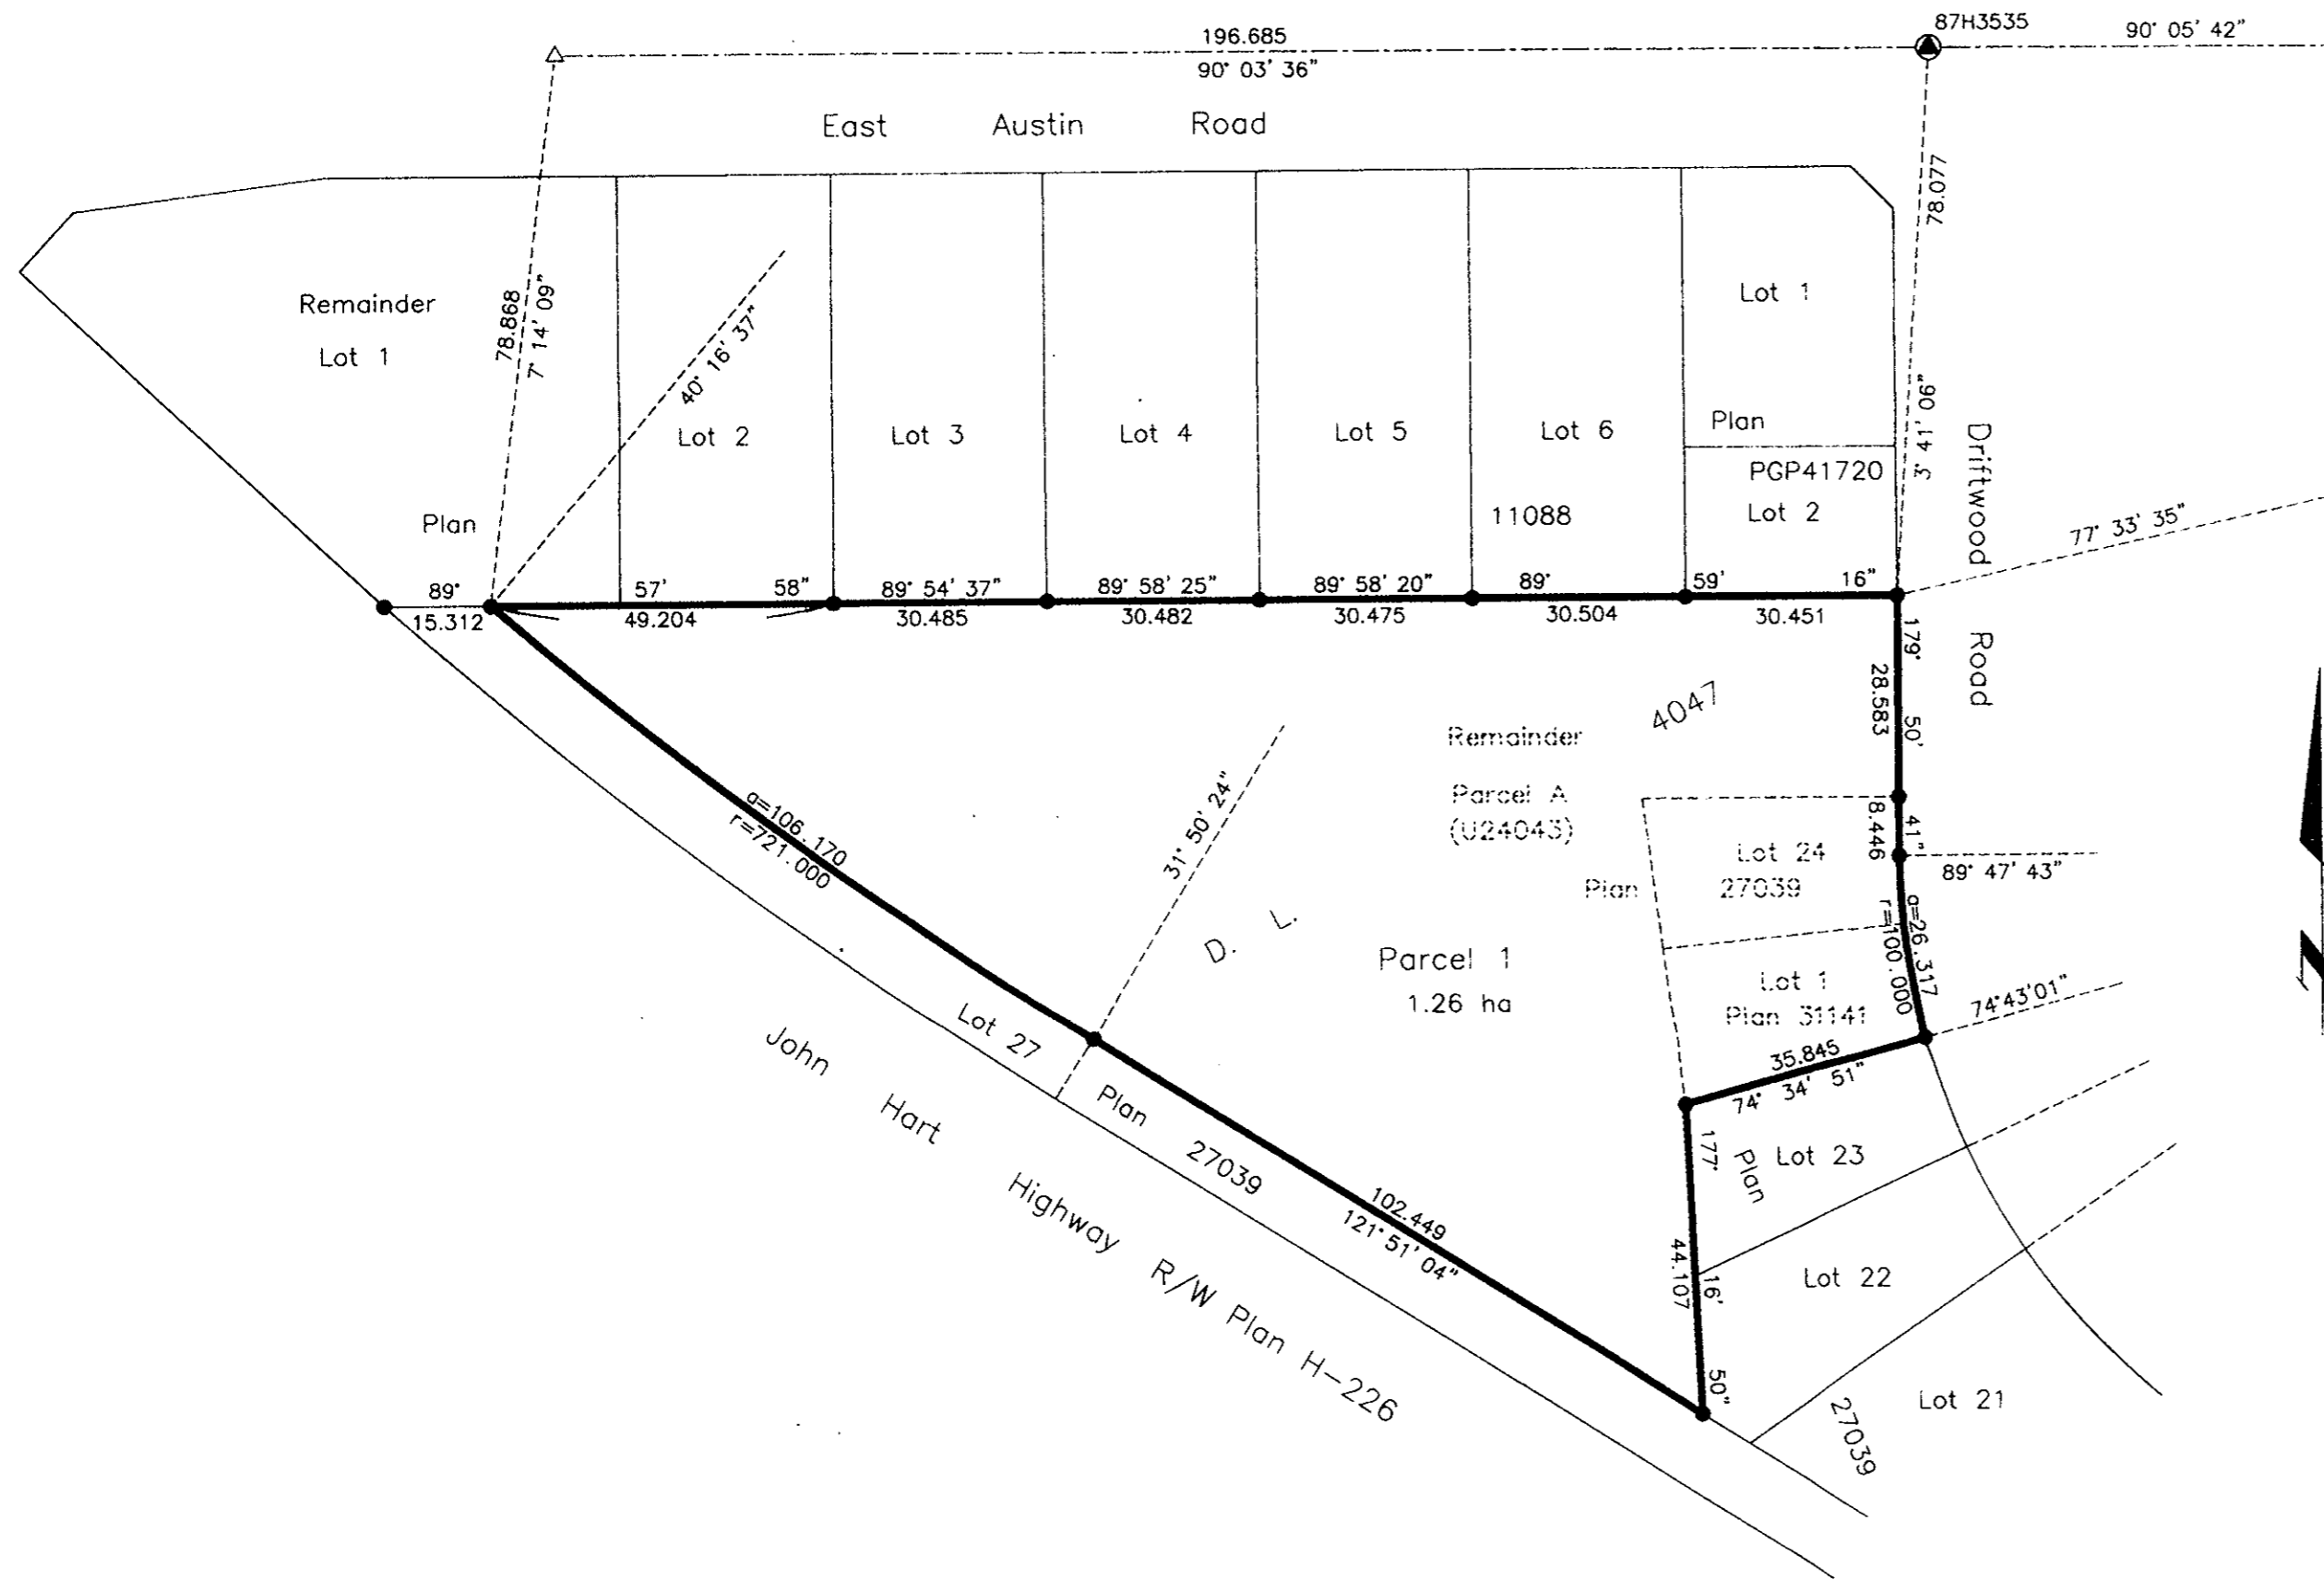 87H3535
196.685
90° 05' 42"
90° 03' 36"
East Austin Road
78.077
3° 41' 06"
Remainder
Lot 1
78.868
7° 14' 09"
40° 16' 37"
Lot 2
Lot 3
Lot 4
Lot 5
Lot 6
Lot 1
Plan
PGP41720
Lot 2
11088
Plan
Driftwood Road
77° 33' 35"
89° 57' 58"
89° 54' 37"
89° 58' 25"
89° 58' 20"
89° 59' 16"
15.312
49.204
30.485
30.482
30.475
30.504
30.451
179° 50' 41"
28.583
8.446
4047
Remainder
Parcel A
(U24043)
Lot 24
Plan 27039
89° 47' 43"
a=26.317
r=100.000
a=106.170
r=721.000
31° 50' 24"
D. L.
Parcel 1
1.26 ha
Lot 1
Plan 31141
74°43'01"
35.845
74° 34' 51"
Lot 27
Plan 27039
John Hart Highway R/W Plan H-226
102.449
121° 51' 04"
177° 16' 50"
44.107
Plan
Lot 23
Lot 22
Lot 21
27039
N